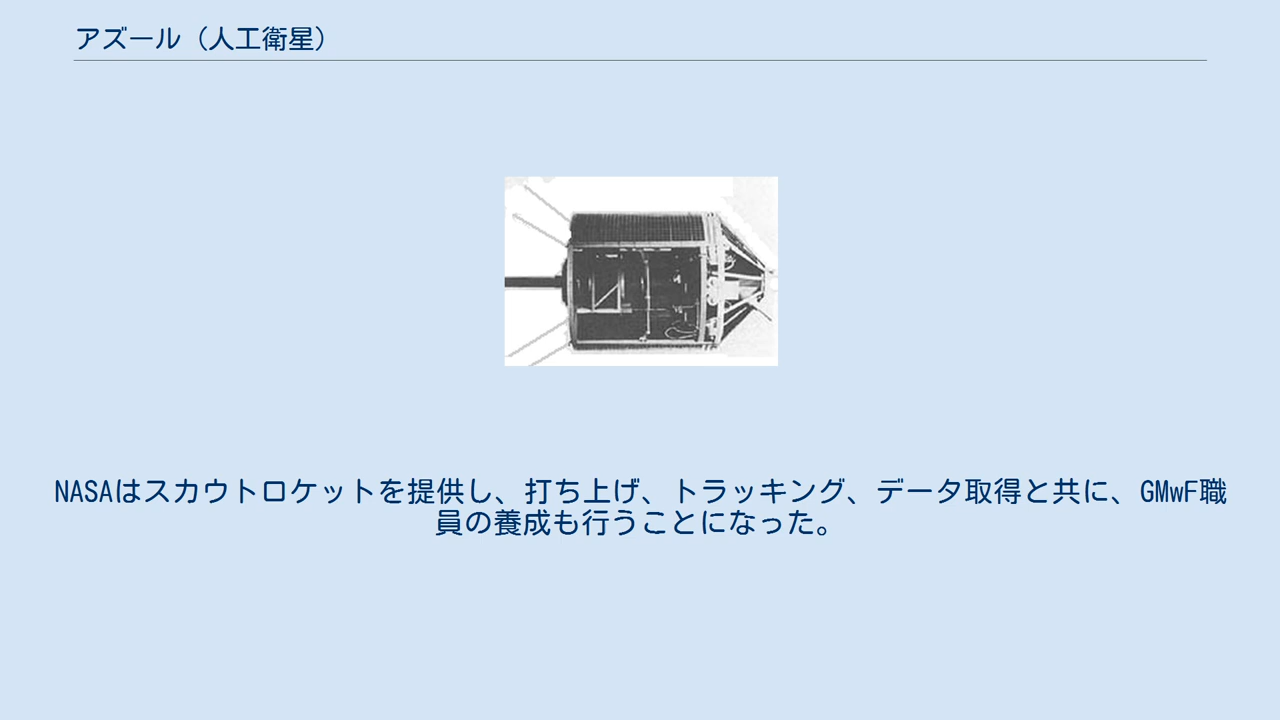 アズール（人工衛星）
NASAはスカウトロケットを提供し、打ち上げ、トラッキング、データ取得と共に、GMwF職
員の養成も行うことになった。